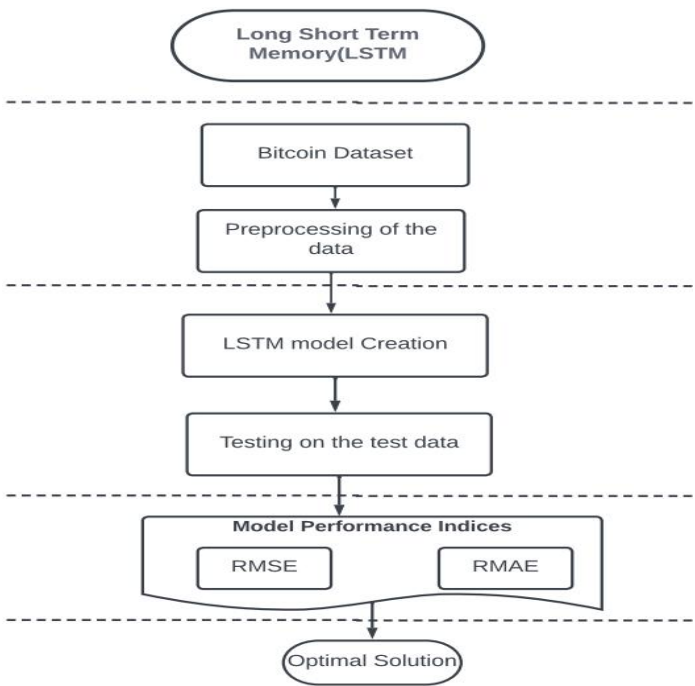 Long Short Term
Memory(LSTM
Bitcoin Dataset
Preprocessing of the
data
LSTM model Creation
Testing on the test data
Model Performance Indices
RMSE
RMAE
Optimal Solution